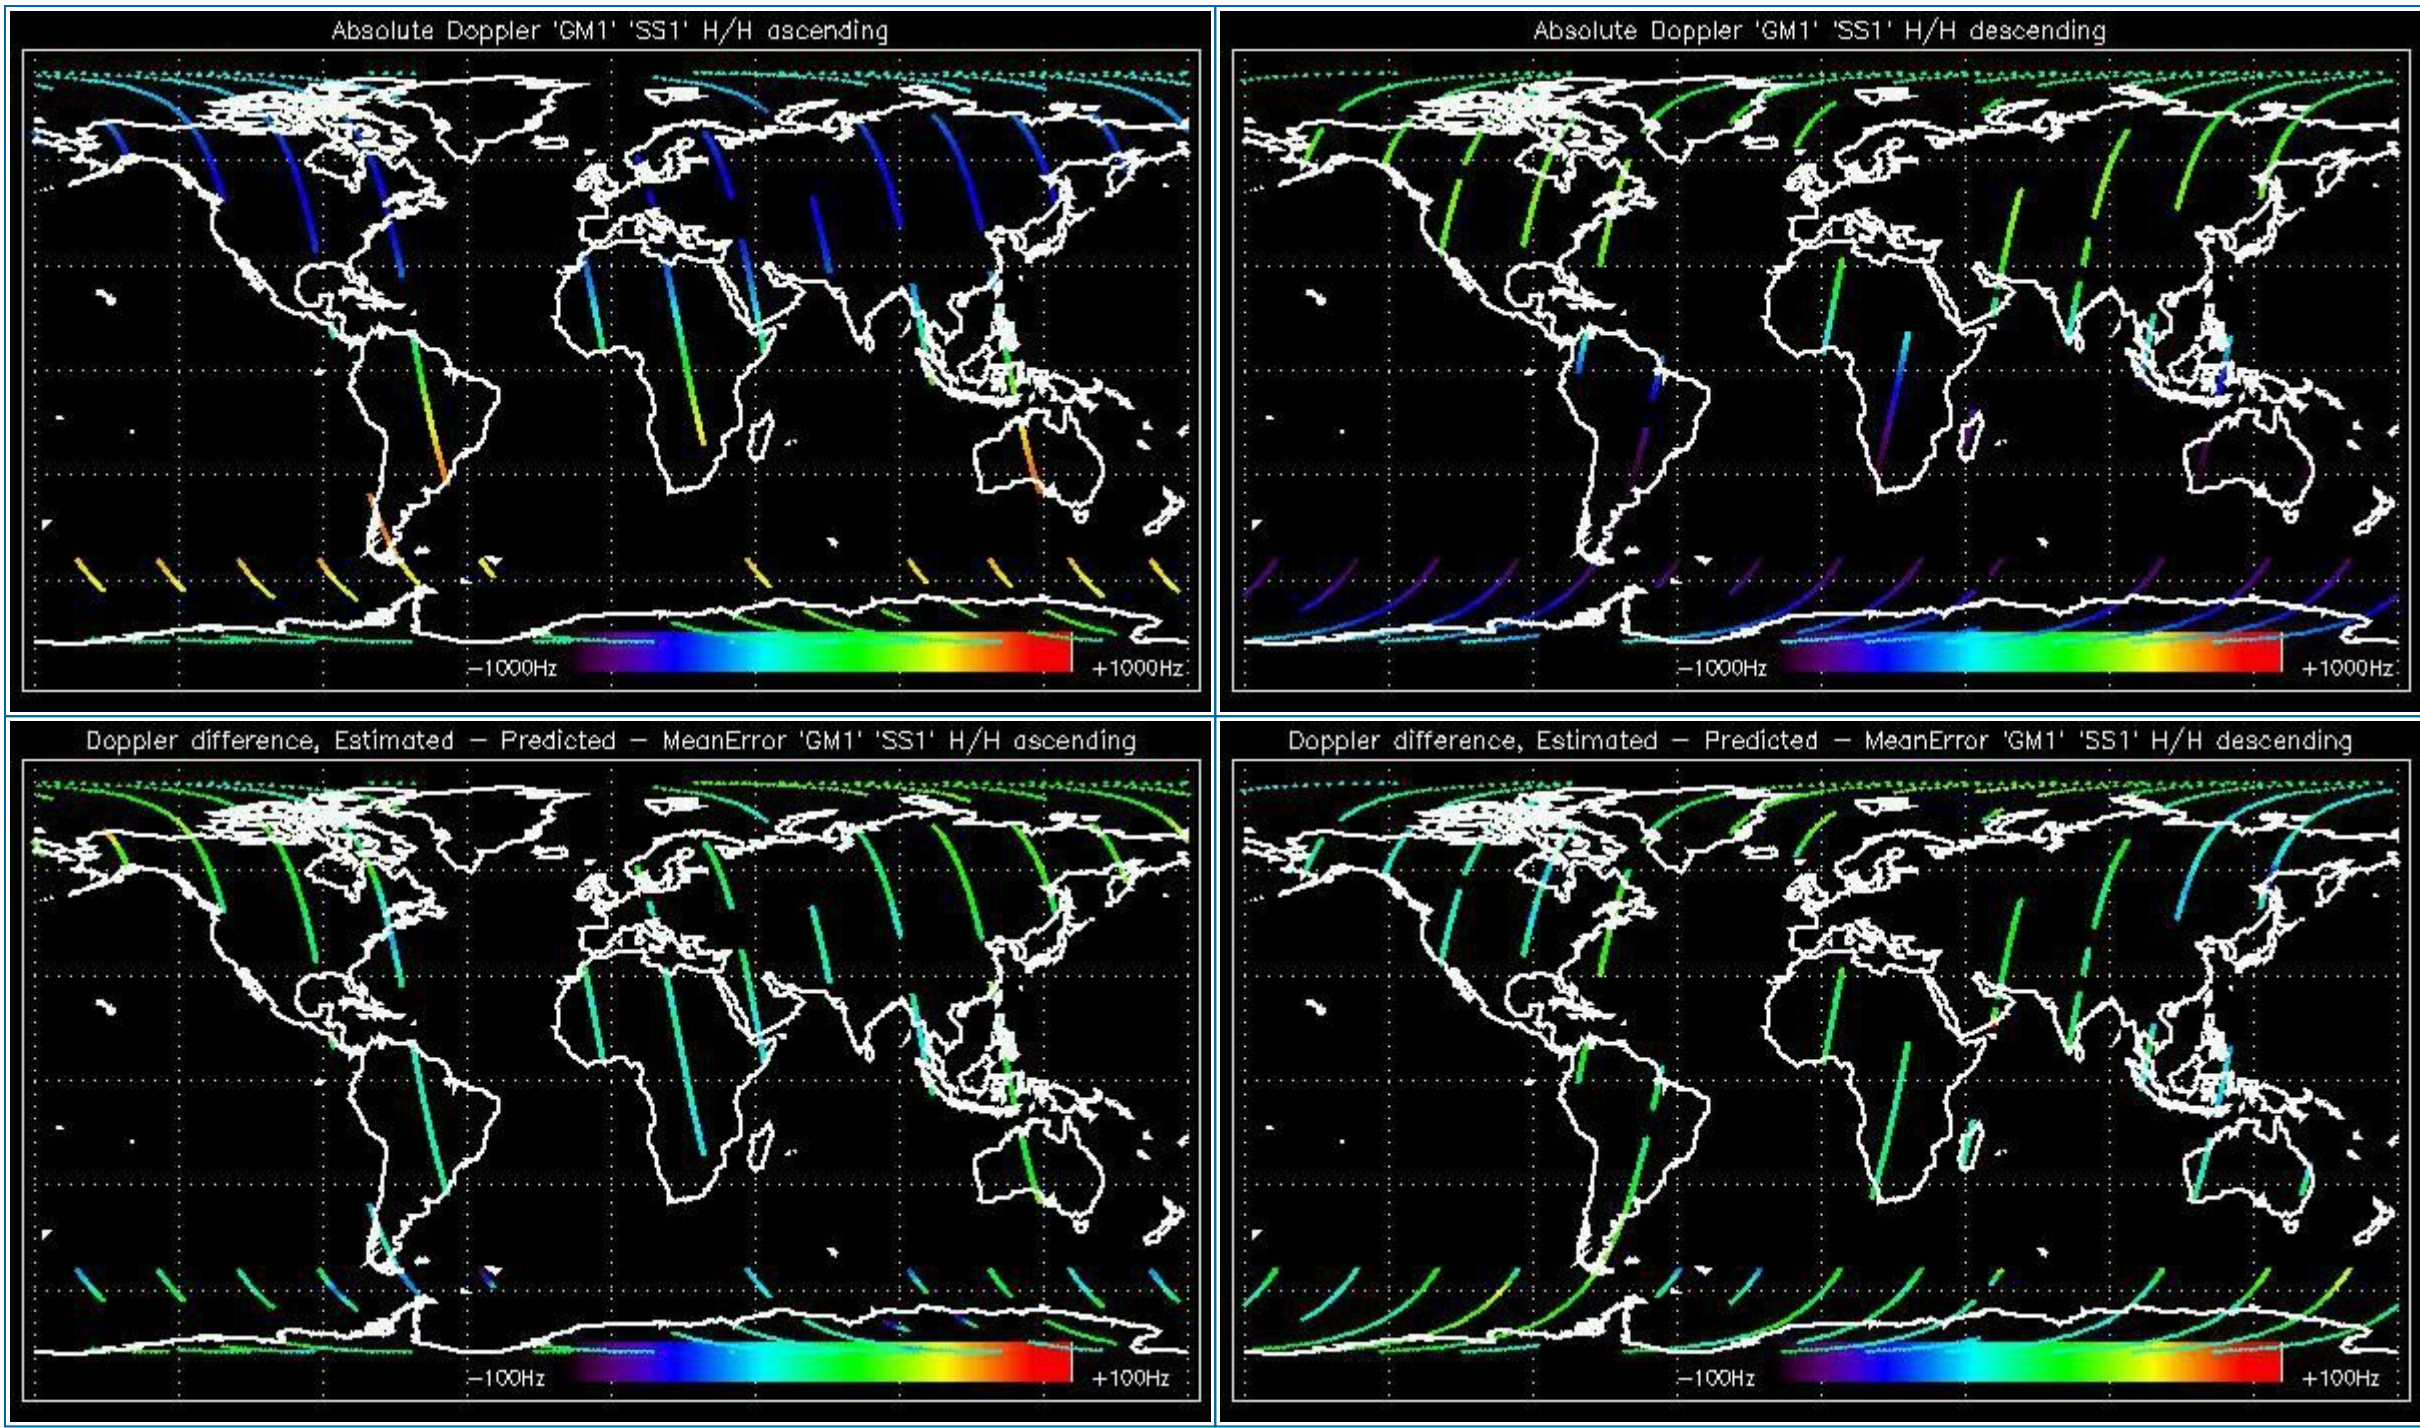 Absolute Doppler 'GM1' 'SS1' H/H ascending
−1000Hz
+1000Hz
Absolute Doppler 'GM1' 'SS1' H/H descending
−1000Hz
+1000Hz
Doppler difference, Estimated − Predicted − MeanError 'GM1' 'SS1' H/H ascending
−100Hz
+100Hz
Doppler difference, Estimated − Predicted − MeanError 'GM1' 'SS1' H/H descending
−100Hz
+100Hz